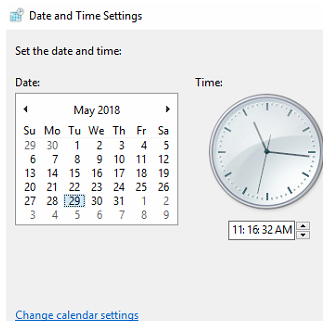 Date and Time Settings
Set the date and time:
Date: Time:
May 2018
Su Mo Tu We Th Fr Sa
29 30 1 2 3 4 5
6 7 8 9 10 11 12
13 14 15 16 17 18 19
20 21 22 23 24 25 26
27 28 29 30 31 1 2
3 4 5 6 7 8 9
11:16:32 AM
Change calendar settings